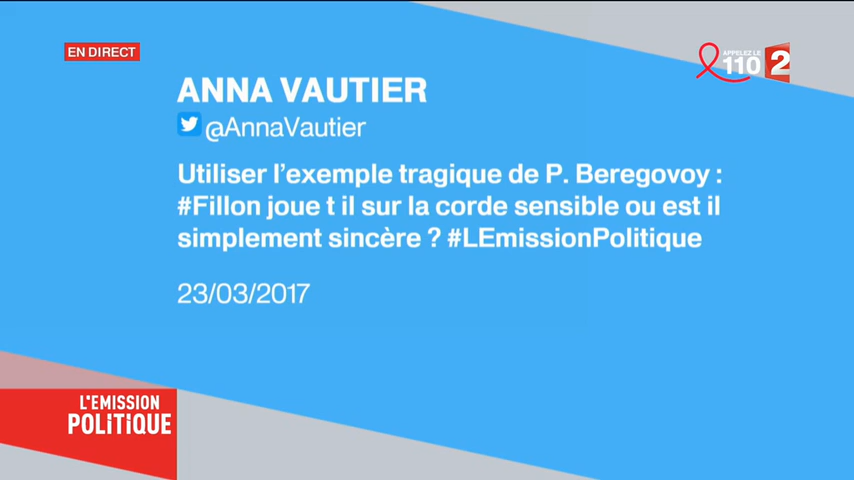 EN DIRECT
APPELEZ LE
110
2
ANNA VAUTIER
@AnnaVautier
Utiliser l'exemple tragique de P. Beregovoy :
#Fillon joue t il sur la corde sensible ou est il
simplement sincère ? #LEmissionPolitique
23/03/2017
L'EMISSION
POLITIQUE